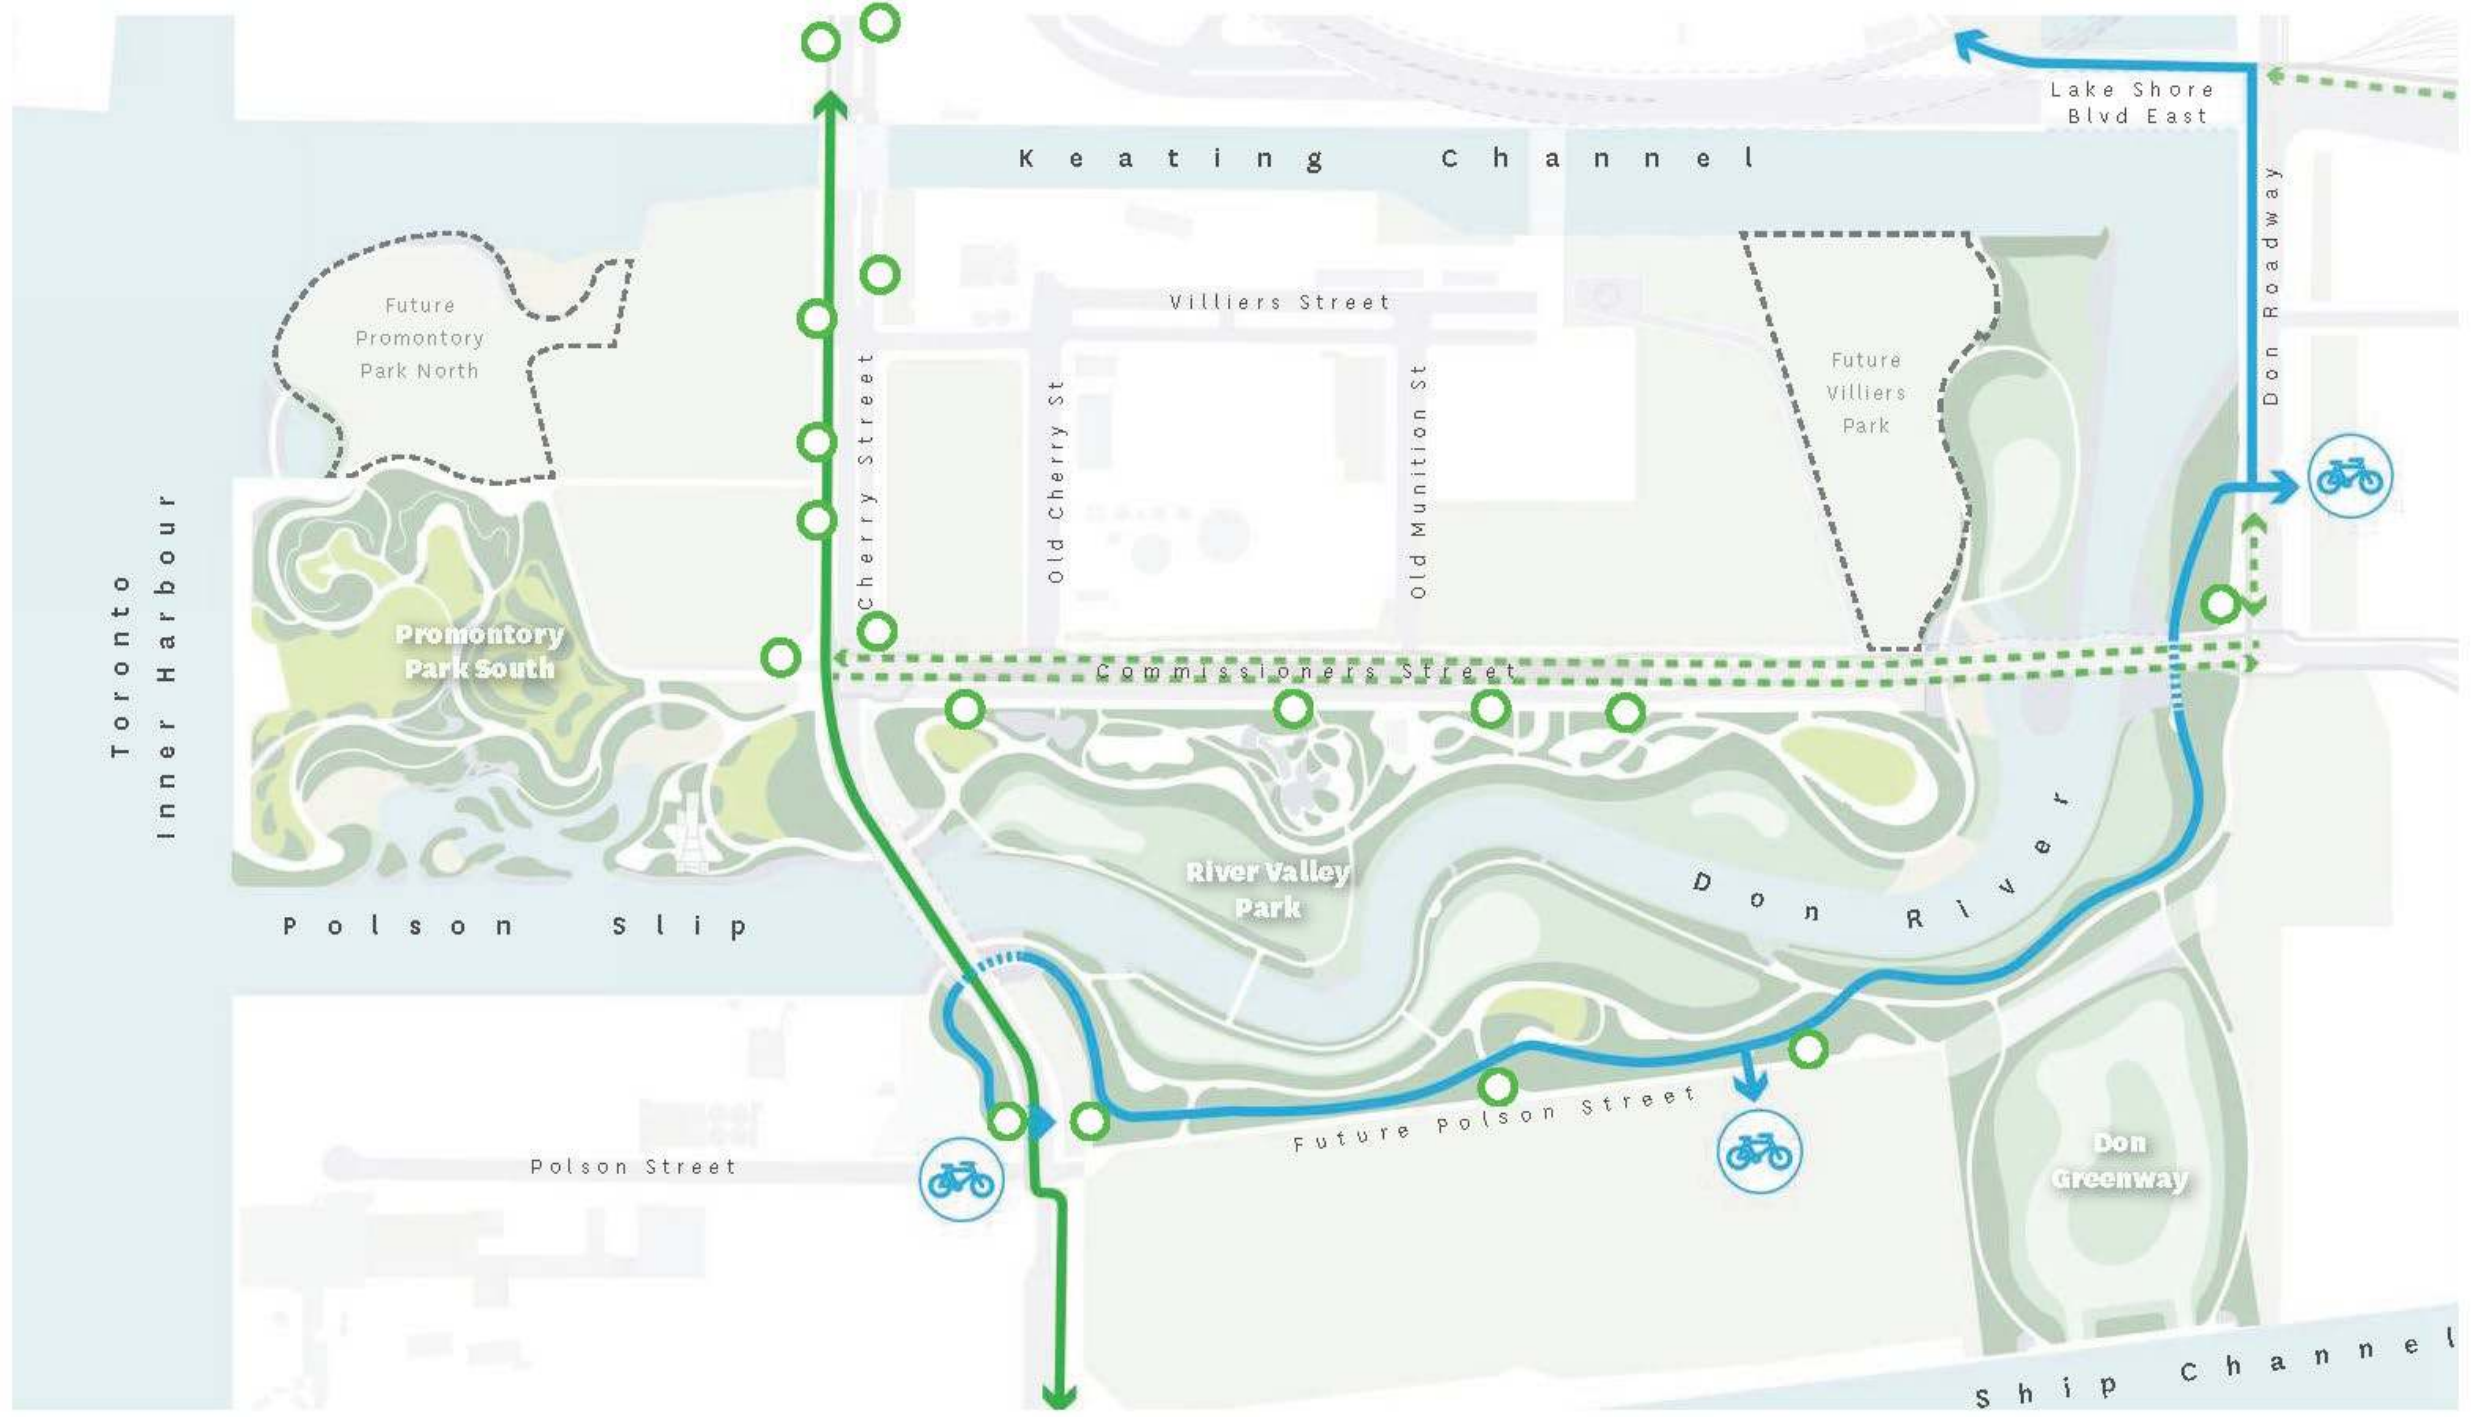 Lake Shore
Blvd East
Keating Channel
Don Roadway
Villiers Street
Future
Promontory
Park North
Future
Villiers
Park
Cherry Street
Old Cherry St
Old Munition St
Toronto
Inner Harbour
Promontory
Park South
Commissioners Street
River Valley
Park
Don River
Polson Slip
Future Polson Street
Polson Street
Don
Greenway
Ship Channel